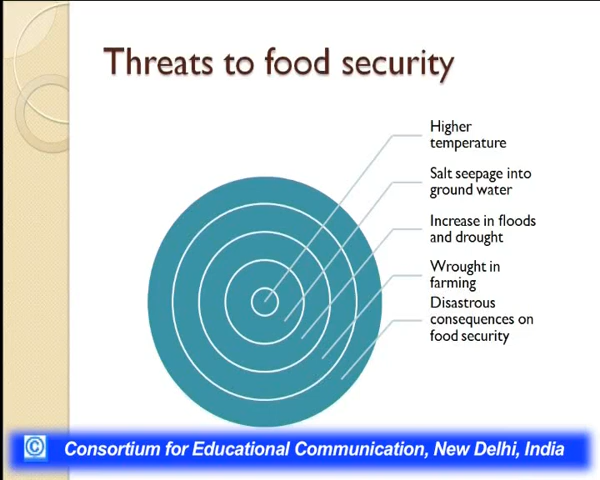 Threats to food security
Higher
temperature
Salt seepage into
ground water
Increase in floods
and drought
Wrought in
farming
Disastrous
consequences on
food security
© Consortium for Educational Communication, New Delhi, India